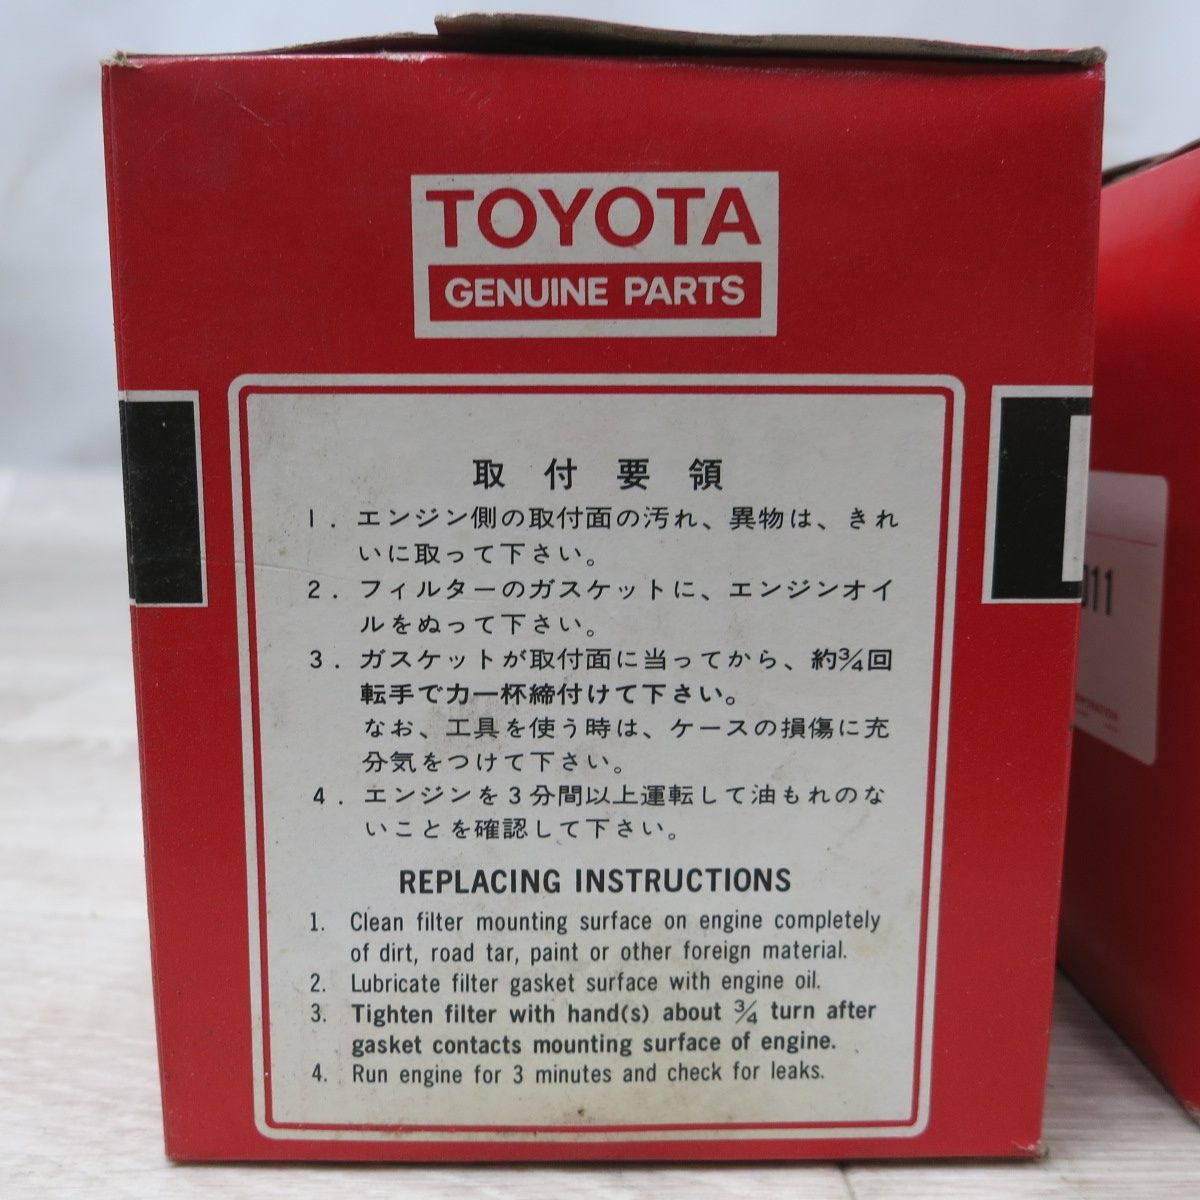 TOYOTA
GENUINE PARTS
取付要領
1. エンジン側の取付面の汚れ、異物は、きれ
いに取って下さい。
2. フィルターのガスケットに、エンジンオイ
ルをぬって下さい。
3. ガスケットが取付面に当ってから、約¾回
転手で力一杯締付けて下さい。
なお、工具を使う時は、ケースの損傷に充
分気をつけて下さい。
4. エンジンを3分間以上運転して油もれのな
いことを確認して下さい。
REPLACING INSTRUCTIONS
1. Clean filter mounting surface on engine completely
of dirt, road tar, paint or other foreign material.
2. Lubricate filter gasket surface with engine oil.
3. Tighten filter with hand(s) about ¾ turn after
gasket contacts mounting surface of engine.
4. Run engine for 3 minutes and check for leaks.
011